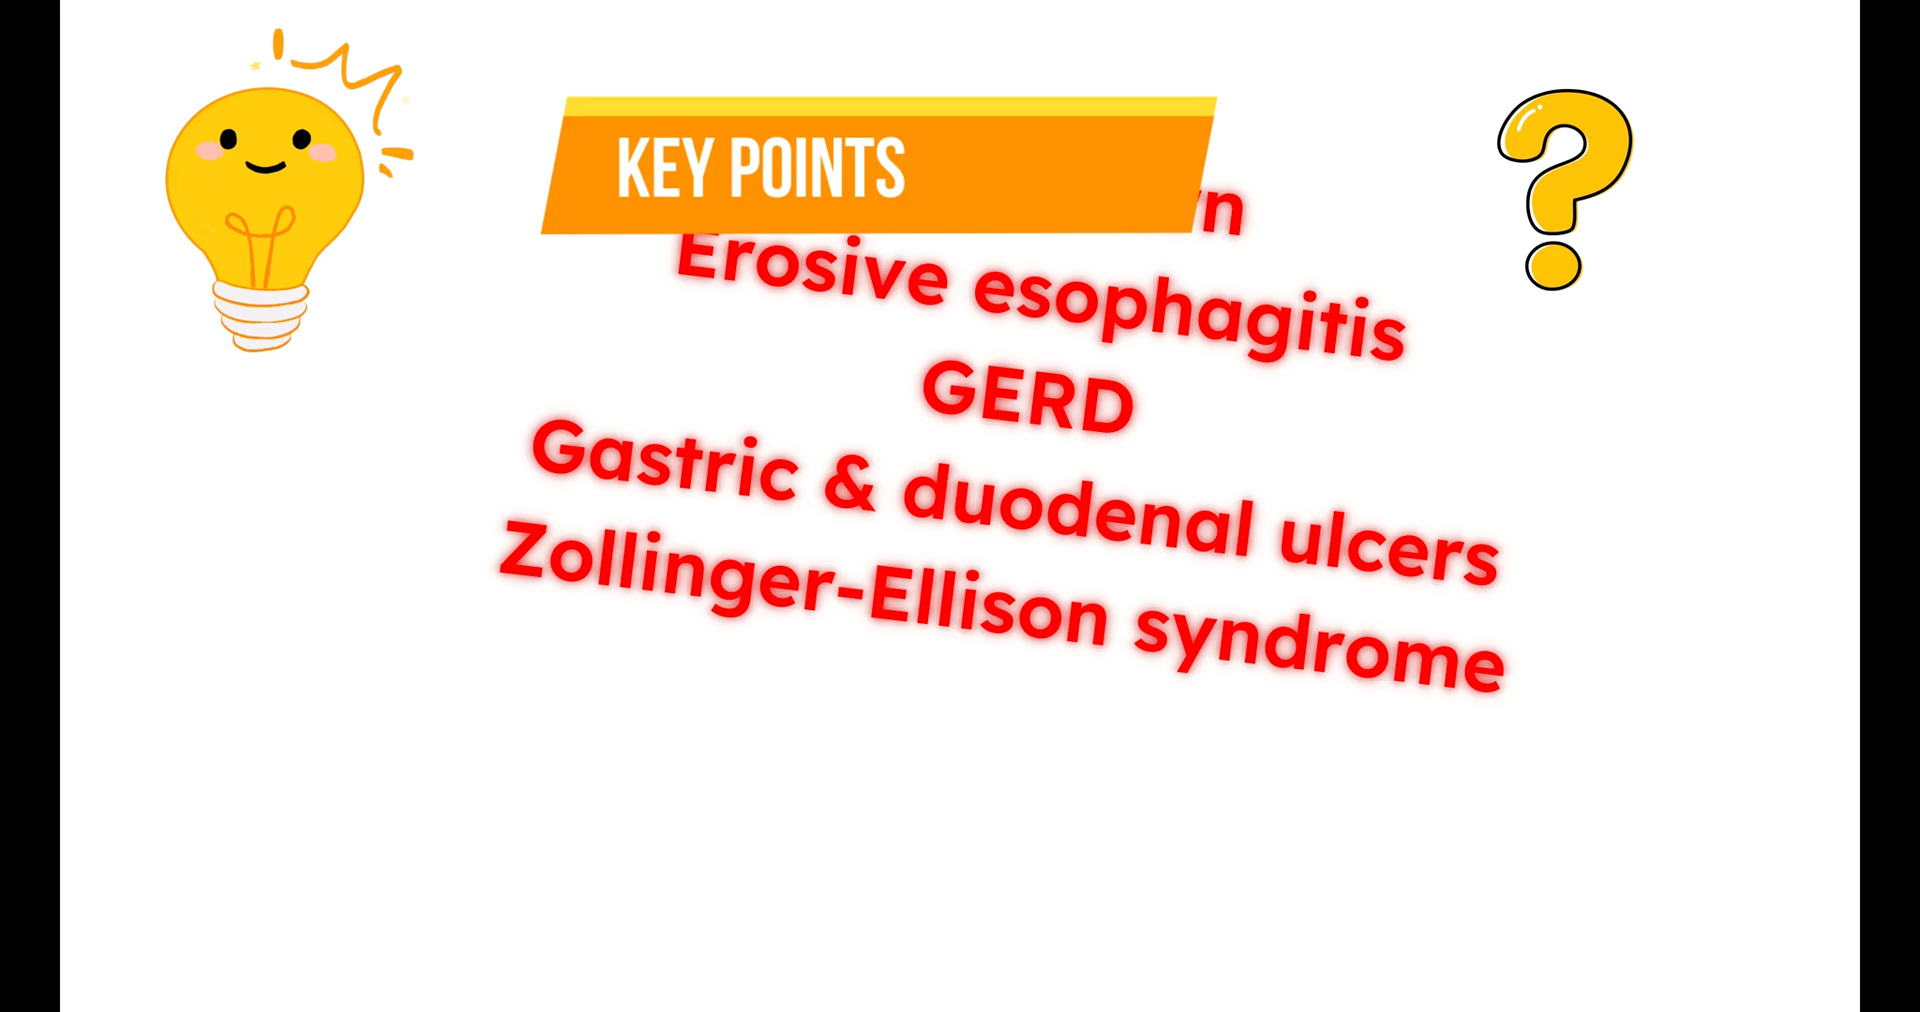 KEY POINTS
Erosive esophagitis
GERD
Gastric & duodenal ulcers
Zollinger-Ellison syndrome